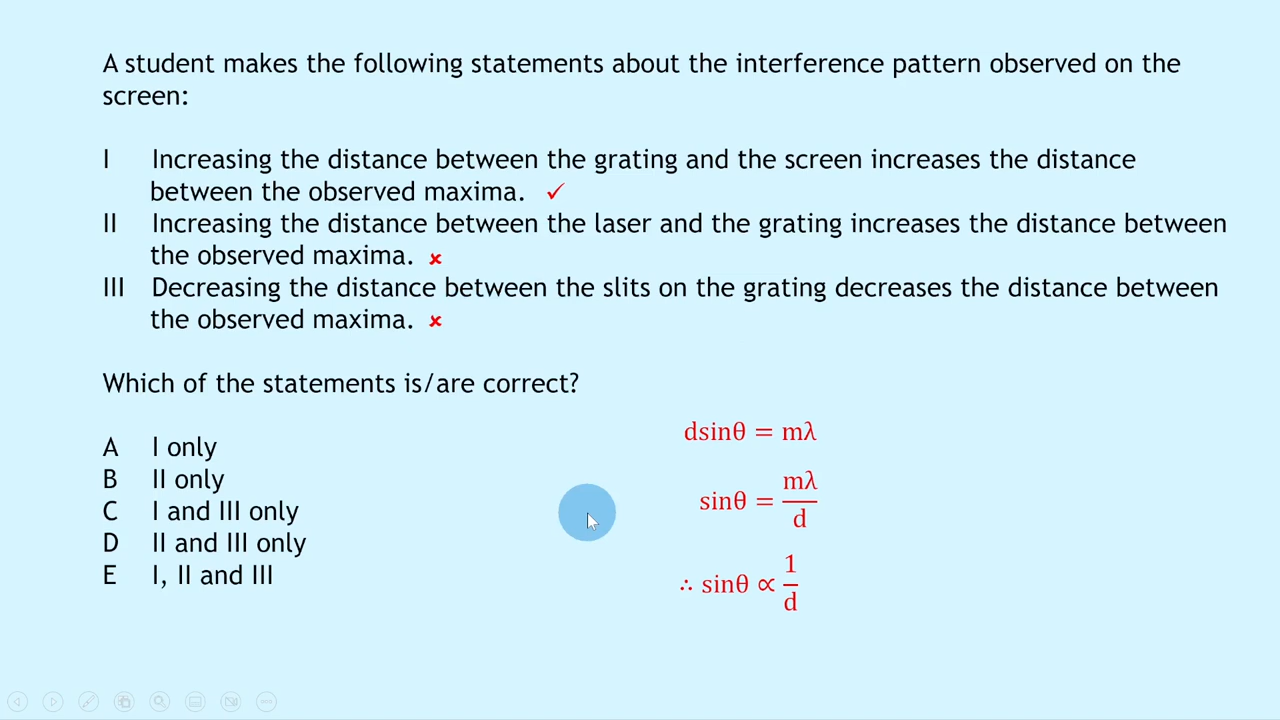 A student makes the following statements about the interference pattern observed on the
screen:
I Increasing the distance between the grating and the screen increases the distance
between the observed maxima. ✓
II Increasing the distance between the laser and the grating increases the distance between
the observed maxima. ×
III Decreasing the distance between the slits on the grating decreases the distance between
the observed maxima. ×
Which of the statements is/are correct?
A I only
B II only
C I and III only
D II and III only
E I, II and III
dsinθ = mλ
sinθ = mλ/d
∴ sinθ ∝ 1/d